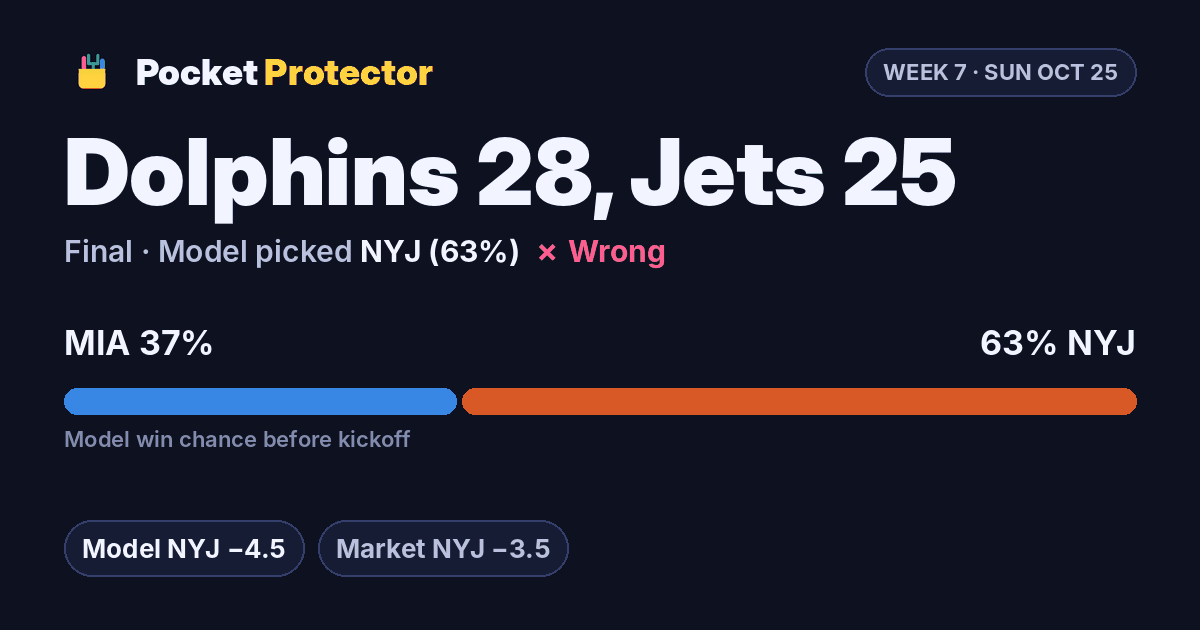 Pocket Protector
WEEK 7 · SUN OCT 25
Dolphins 28, Jets 25
Final · Model picked NYJ (63%) × Wrong
MIA 37%
63% NYJ
Model win chance before kickoff
Model NYJ −4.5
Market NYJ −3.5